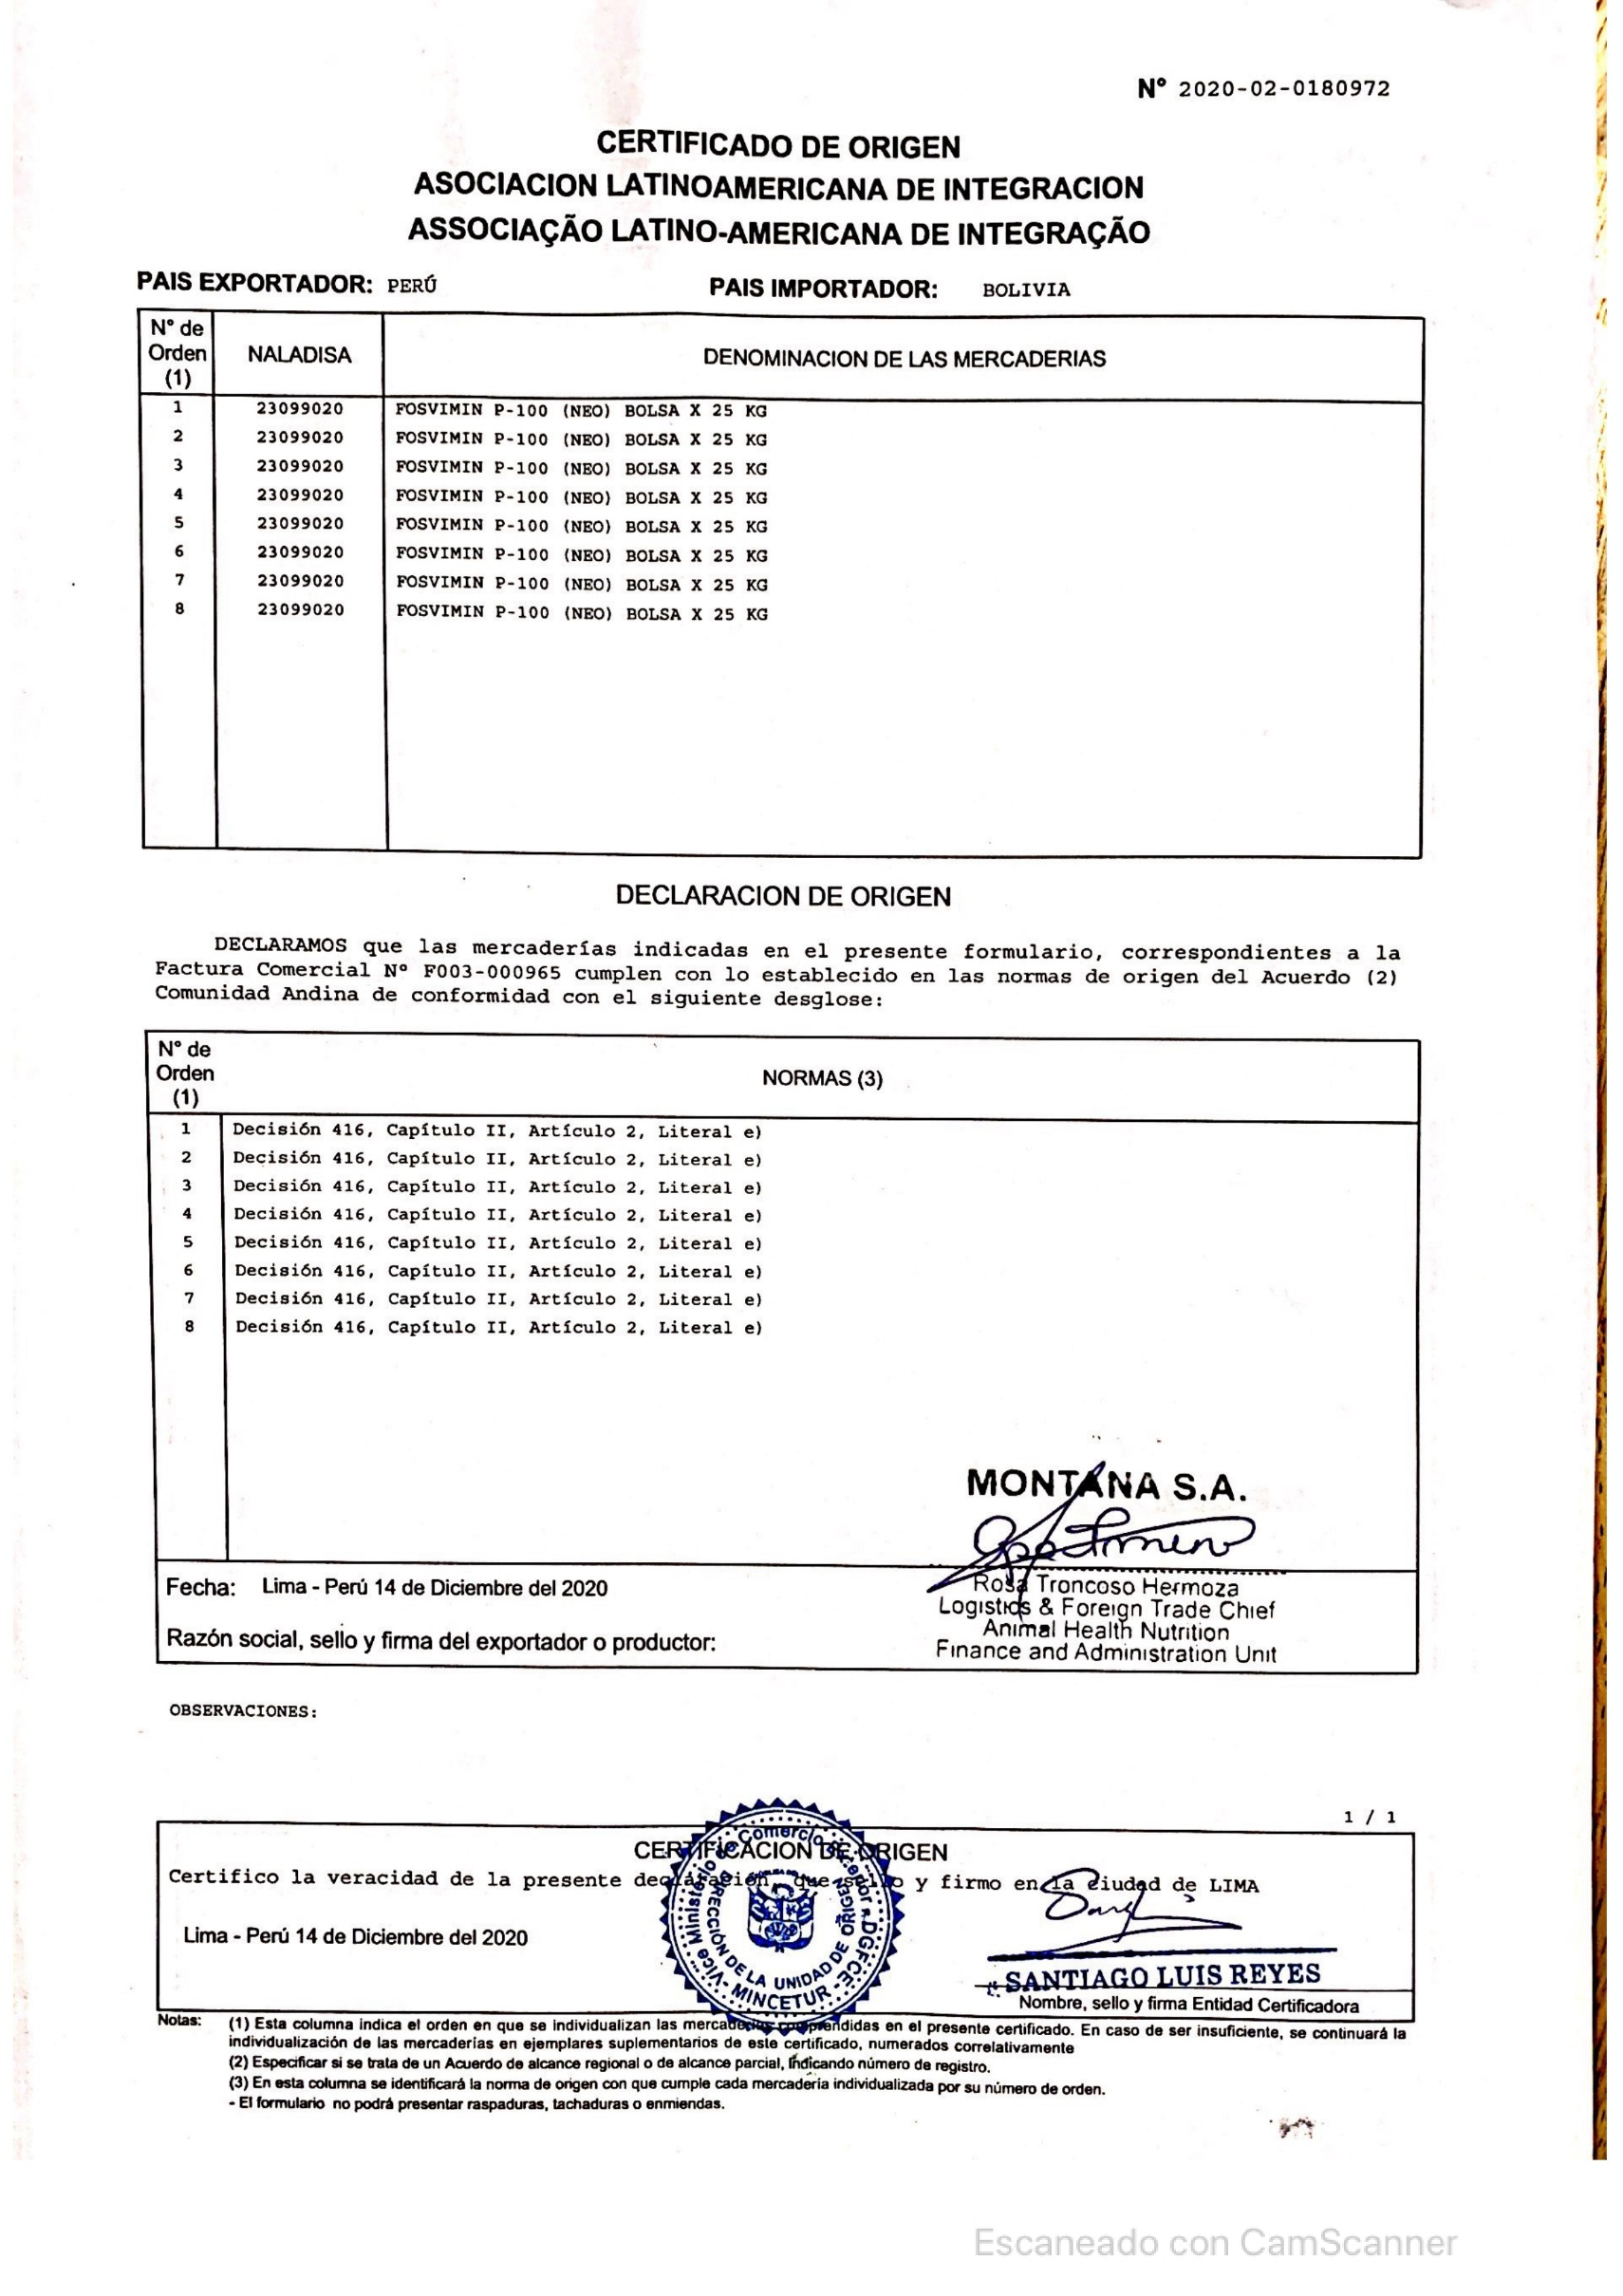 Nº 2020-02-0180972
CERTIFICADO DE ORIGEN
ASOCIACION LATINOAMERICANA DE INTEGRACION
ASSOCIAÇÃO LATINO-AMERICANA DE INTEGRAÇÃO
PAIS EXPORTADOR: PERÚ PAIS IMPORTADOR: BOLIVIA
N° de Orden (1) NALADISA DENOMINACION DE LAS MERCADERIAS
1 23099020 FOSVIMIN P-100 (NEO) BOLSA X 25 KG
2 23099020 FOSVIMIN P-100 (NEO) BOLSA X 25 KG
3 23099020 FOSVIMIN P-100 (NEO) BOLSA X 25 KG
4 23099020 FOSVIMIN P-100 (NEO) BOLSA X 25 KG
5 23099020 FOSVIMIN P-100 (NEO) BOLSA X 25 KG
6 23099020 FOSVIMIN P-100 (NEO) BOLSA X 25 KG
7 23099020 FOSVIMIN P-100 (NEO) BOLSA X 25 KG
8 23099020 FOSVIMIN P-100 (NEO) BOLSA X 25 KG
DECLARACION DE ORIGEN
DECLARAMOS que las mercaderías indicadas en el presente formulario, correspondientes a la
Factura Comercial Nº F003-000965 cumplen con lo establecido en las normas de origen del Acuerdo (2)
Comunidad Andina de conformidad con el siguiente desglose:
N° de Orden (1) NORMAS (3)
1 Decisión 416, Capítulo II, Artículo 2, Literal e)
2 Decisión 416, Capítulo II, Artículo 2, Literal e)
3 Decisión 416, Capítulo II, Artículo 2, Literal e)
4 Decisión 416, Capítulo II, Artículo 2, Literal e)
5 Decisión 416, Capítulo II, Artículo 2, Literal e)
6 Decisión 416, Capítulo II, Artículo 2, Literal e)
7 Decisión 416, Capítulo II, Artículo 2, Literal e)
8 Decisión 416, Capítulo II, Artículo 2, Literal e)
MONTANA S.A.
Fecha: Lima - Perú 14 de Diciembre del 2020
Rosa Troncoso Hermoza
Logistics & Foreign Trade Chief
Animal Health Nutrition
Finance and Administration Unit
Razón social, sello y firma del exportador o productor:
OBSERVACIONES:
1 / 1
CERTIFICACION DE ORIGEN
Certifico la veracidad de la presente declaración, que sello y firmo en la ciudad de LIMA
Lima - Perú 14 de Diciembre del 2020
Vice Ministerio de Comercio Exterior - DGFCE
DIRECCIÓN DE LA UNIDAD DE ORIGEN
MINCETUR
SANTIAGO LUIS REYES
Nombre, sello y firma Entidad Certificadora
Notas: (1) Esta columna indica el orden en que se individualizan las mercaderías comprendidas en el presente certificado. En caso de ser insuficiente, se continuará la
individualización de las mercaderías en ejemplares suplementarios de este certificado, numerados correlativamente
(2) Especificar si se trata de un Acuerdo de alcance regional o de alcance parcial, Indicando número de registro.
(3) En esta columna se identificará la norma de origen con que cumple cada mercadería individualizada por su número de orden.
- El formulario no podrá presentar raspaduras, tachaduras o enmiendas.
Escaneado con CamScanner